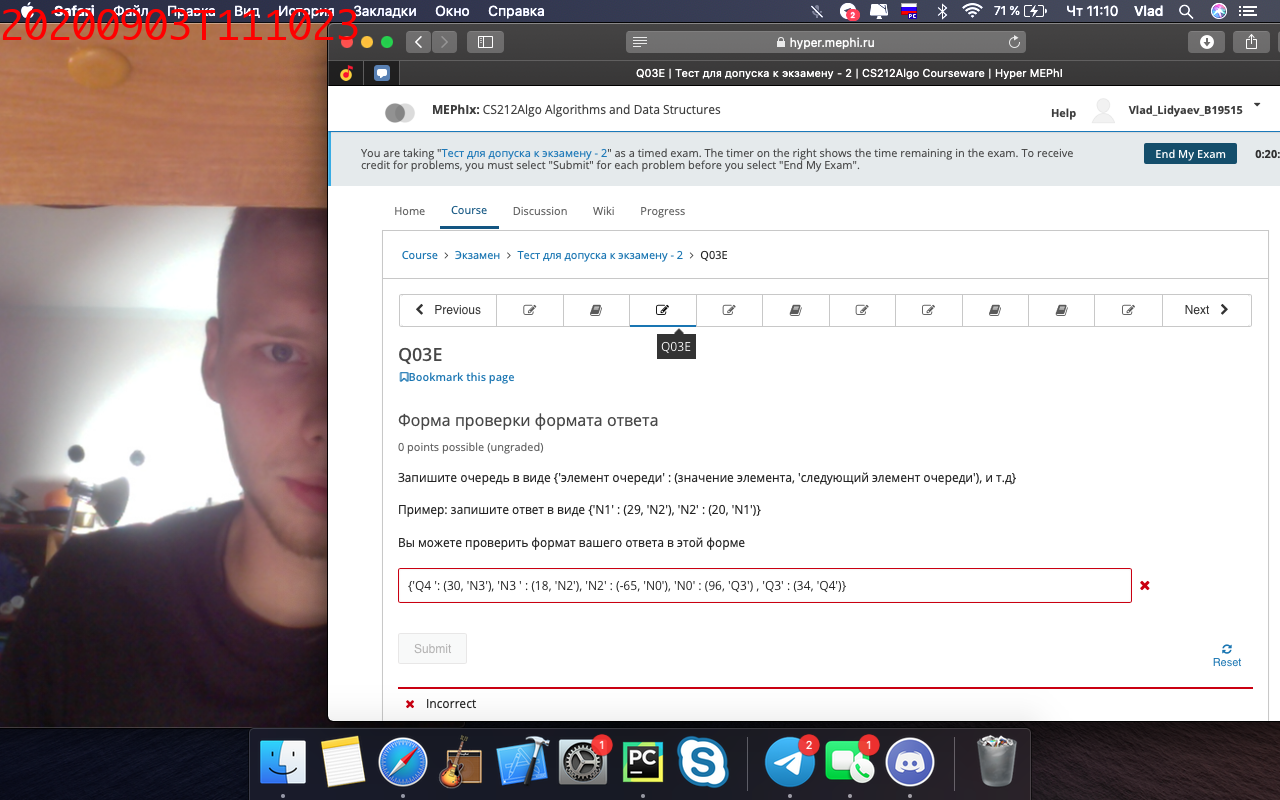 Safari Файл Правка Вид История Закладки Окно Справка 2 РС 71 % Чт 11:10 Vlad
20200903T111023
hyper.mephi.ru
Q03E | Тест для допуска к экзамену - 2 | CS212Algo Courseware | Hyper MEPhI
MEPhIx: CS212Algo Algorithms and Data Structures Help Vlad_Lidyaev_B19515
You are taking "Тест для допуска к экзамену - 2" as a timed exam. The timer on the right shows the time remaining in the exam. To receive
credit for problems, you must select "Submit" for each problem before you select "End My Exam".
End My Exam 0:20:
Home Course Discussion Wiki Progress
Course > Экзамен > Тест для допуска к экзамену - 2 > Q03E
Previous Next
Q03E
Q03E
Bookmark this page
Форма проверки формата ответа
0 points possible (ungraded)
Запишите очередь в виде {'элемент очереди' : (значение элемента, 'следующий элемент очереди'), и т.д}
Пример: запишите ответ в виде {'N1' : (29, 'N2'), 'N2' : (20, 'N1')}
Вы можете проверить формат вашего ответа в этой форме
{'Q4 ': (30, 'N3'), 'N3 ' : (18, 'N2'), 'N2' : (-65, 'N0'), 'N0' : (96, 'Q3') , 'Q3' : (34, 'Q4')}
Submit
Reset
Incorrect
1 PC 2 1